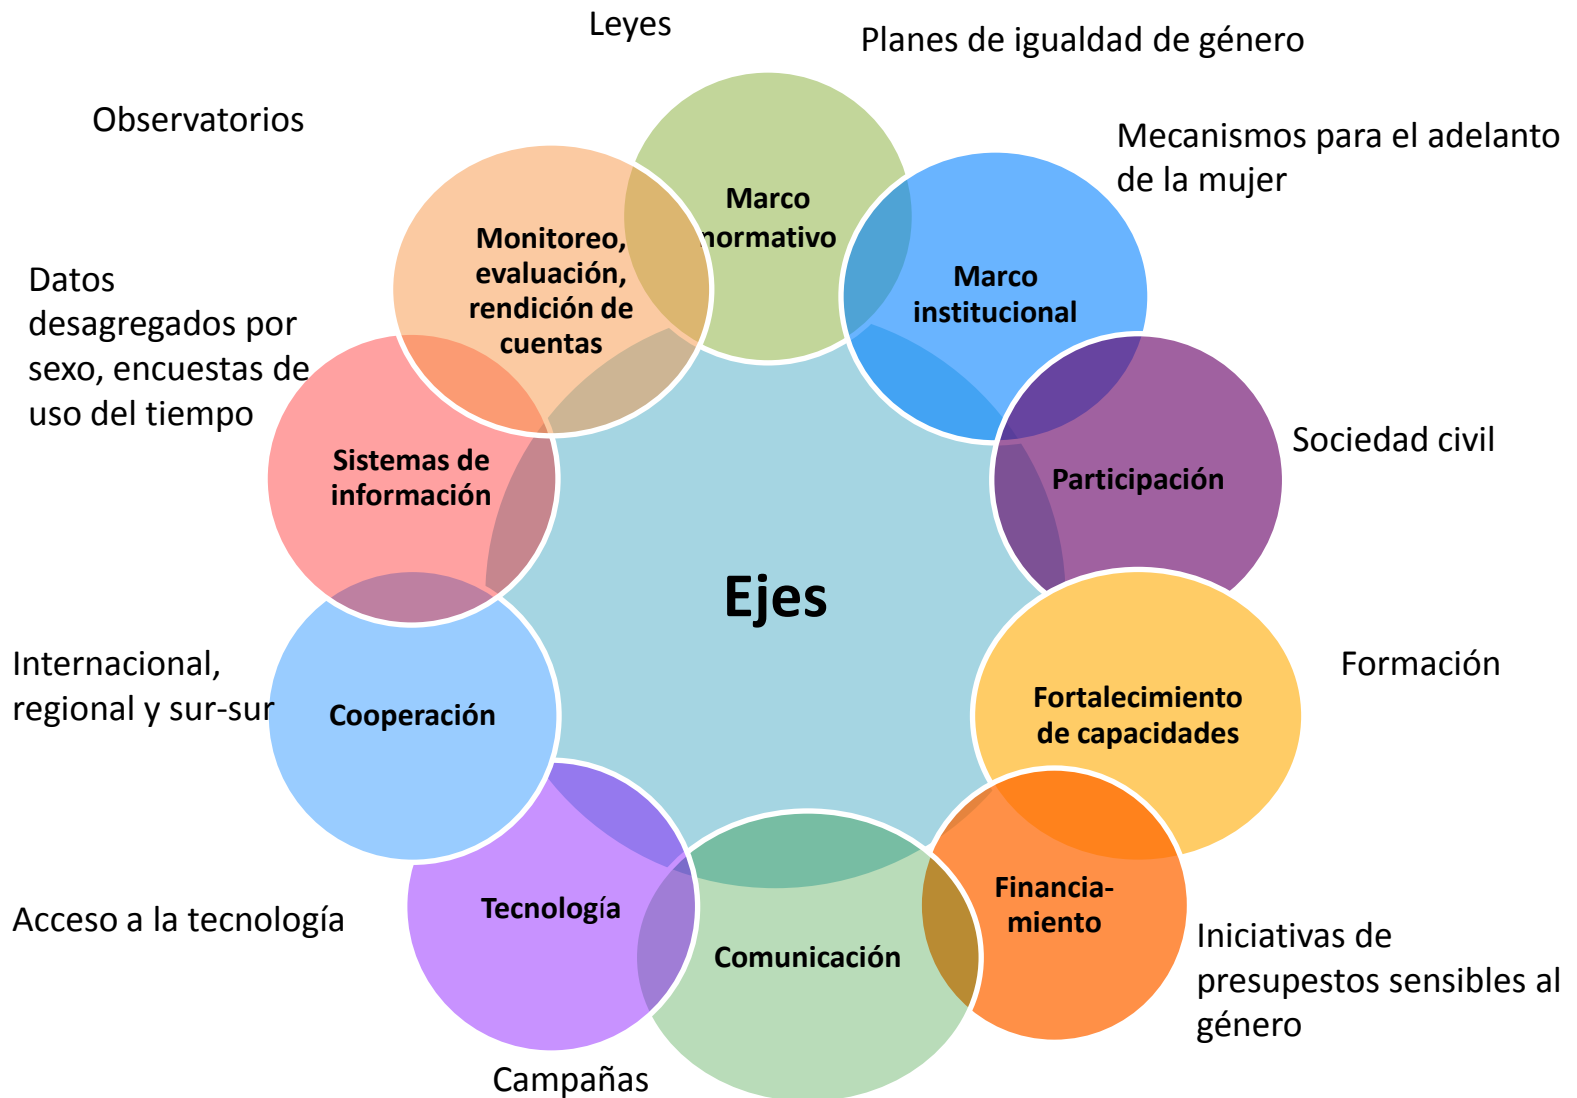 Leyes
Planes de igualdad de género
Observatorios
Mecanismos para el adelanto
de la mujer
Marco
normativo
Monitoreo,
evaluación,
rendición de
cuentas
Marco
institucional
Datos
desagregados por
sexo, encuestas de
uso del tiempo
Sistemas de
información
Participación
Sociedad civil
Ejes
Internacional,
regional y sur-sur
Cooperación
Fortalecimiento
de capacidades
Formación
Acceso a la tecnología
Tecnología
Comunicación
Financia-
miento
Iniciativas de
presupestos sensibles al
género
Campañas